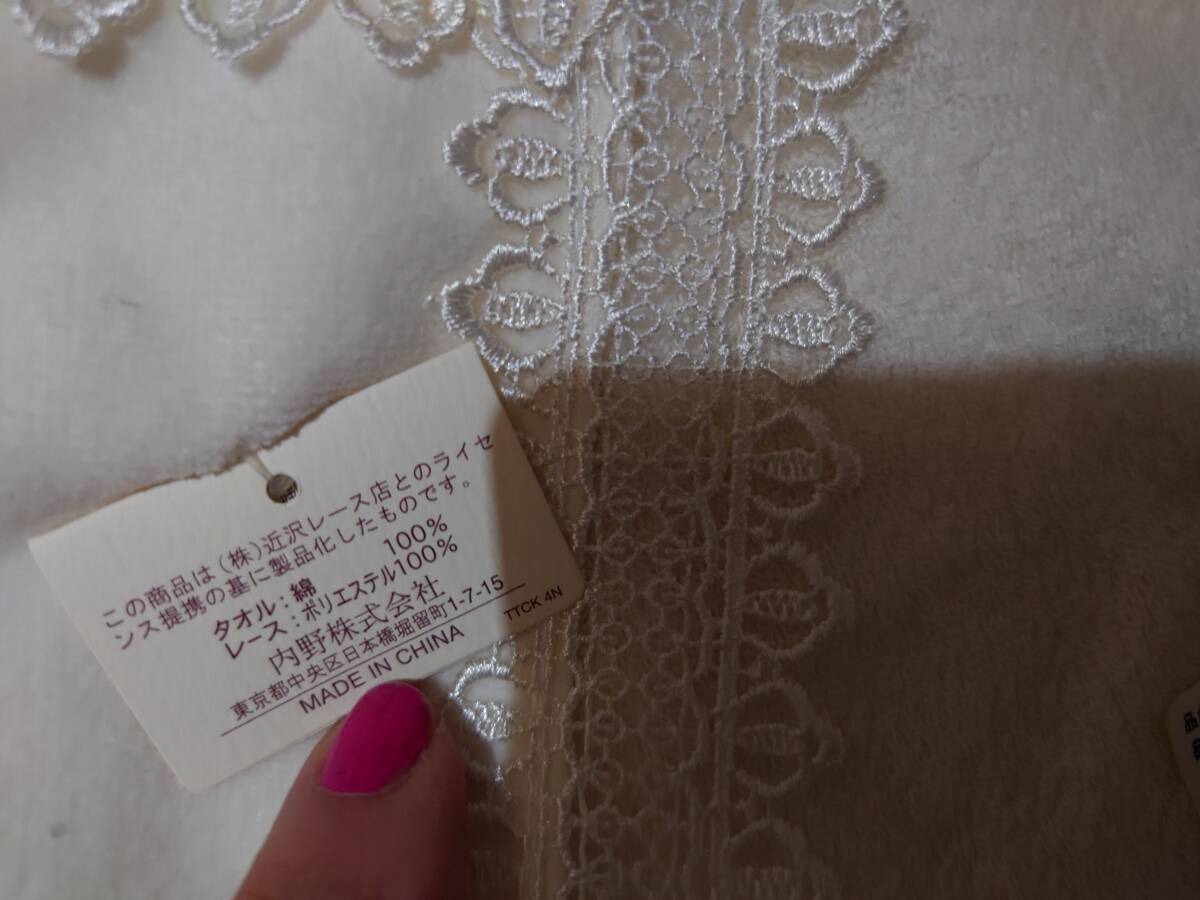 この商品は(株)近沢レース店とのライセ
ンス提携の基に製品化したものです。
タオル:綿 100%
レース:ポリエステル100%
内野株式会社
東京都中央区日本橋堀留町1-7-15
MADE IN CHINA
TTCK 4N
品